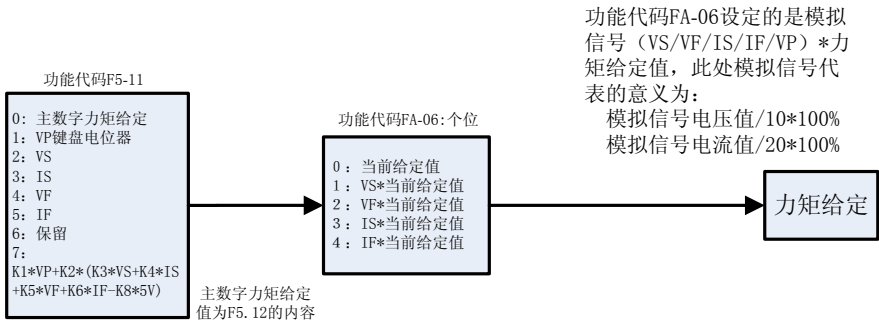 功能代码FA-06设定的是模拟
信号（VS/VF/IS/IF/VP）*力
矩给定值，此处模拟信号代
表的意义为：
模拟信号电压值/10*100%
模拟信号电流值/20*100%
功能代码F5-11
0: 主数字力矩给定
1: VP键盘电位器
2: VS
3: IS
4: VF
5: IF
6: 保留
7:
K1*VP+K2*(K3*VS+K4*IS
+K5*VF+K6*IF-K8*5V)
主数字力矩给定
值为F5.12的内容
功能代码FA-06:个位
0: 当前给定值
1: VS*当前给定值
2: VF*当前给定值
3: IS*当前给定值
4: IF*当前给定值
力矩给定